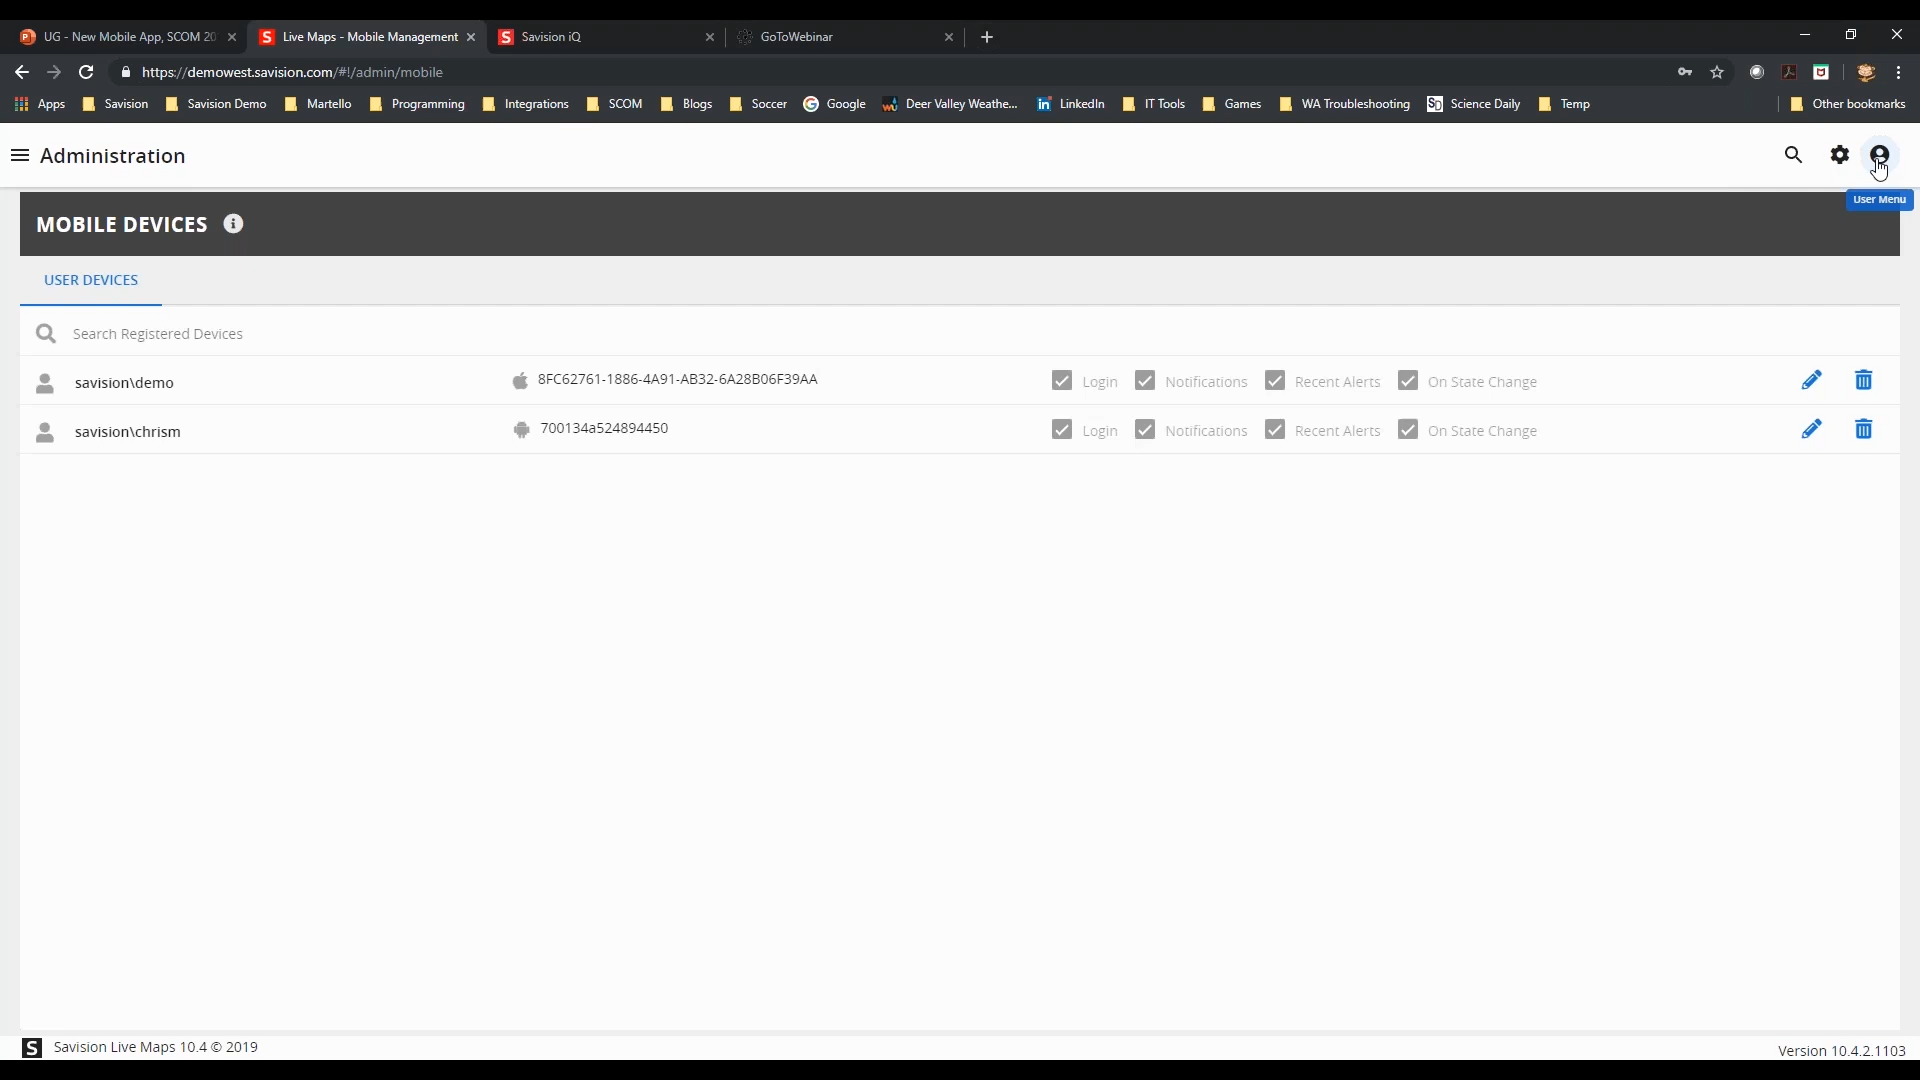 UG - New Mobile App, SCOM 20
Live Maps - Mobile Management
S Savision iQ
GoToWebinar
https://demowest.savision.com/#!/admin/mobile
Apps Savision Savision Demo Martello Programming Integrations SCOM Blogs Soccer Google Deer Valley Weathe... LinkedIn IT Tools Games WA Troubleshooting SD Science Daily Temp Other bookmarks
Administration
User Menu
MOBILE DEVICES
USER DEVICES
Search Registered Devices
savision\demo 8FC62761-1886-4A91-AB32-6A28B06F39AA Login Notifications Recent Alerts On State Change
savision\chrism 700134a524894450 Login Notifications Recent Alerts On State Change
S Savision Live Maps 10.4 © 2019
Version 10.4.2.1103